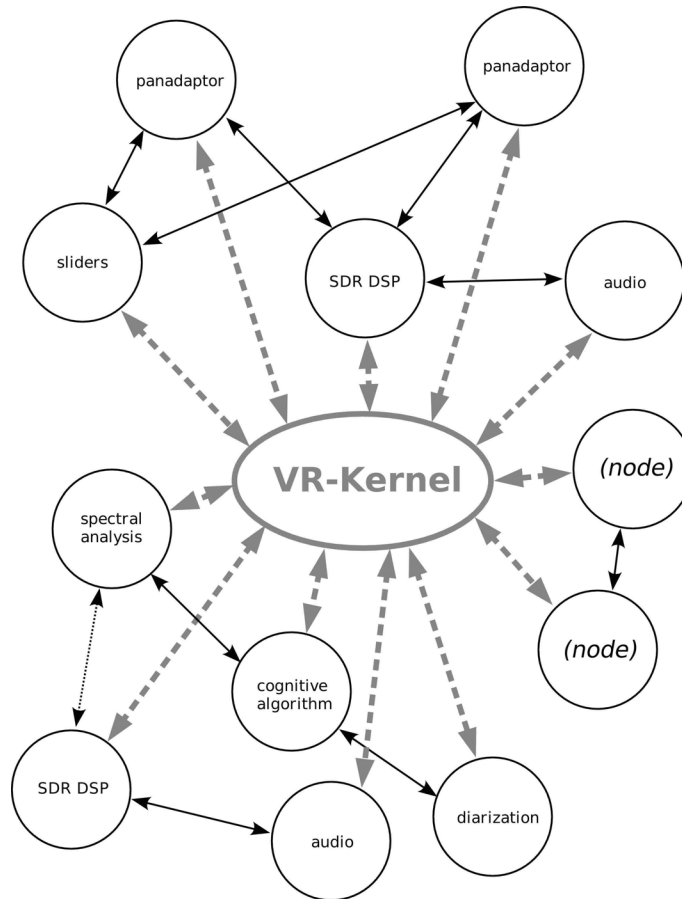 panadaptor
panadaptor
sliders
SDR DSP
audio
VR-Kernel
(node)
spectral
analysis
(node)
cognitive
algorithm
SDR DSP
audio
diarization